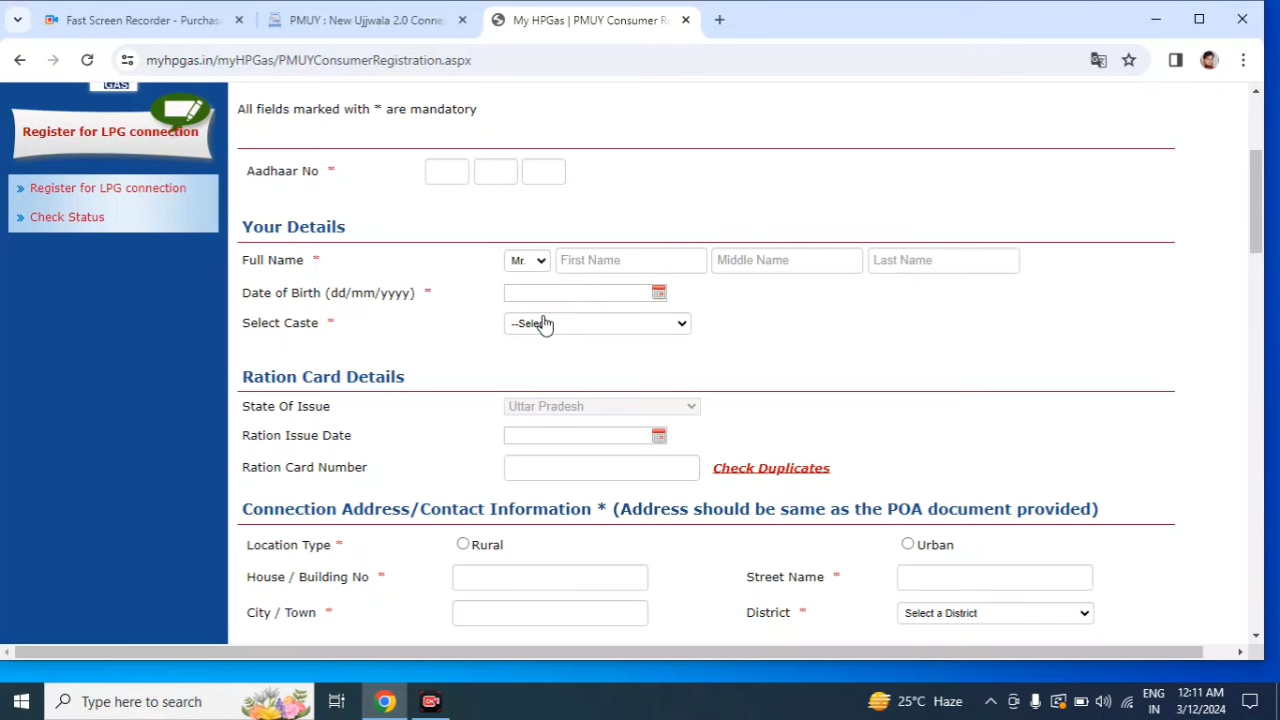 Fast Screen Recorder - Purchas
PMUY : New Ujjwala 2.0 Conne
My HPGas | PMUY Consumer R
myhpgas.in/myHPGas/PMUYConsumerRegistration.aspx
GAS
Register for LPG connection
Register for LPG connection
Check Status
All fields marked with * are mandatory
Aadhaar No *
Your Details
Full Name * Mr. First Name Middle Name Last Name
Date of Birth (dd/mm/yyyy) *
Select Caste * --Select
Ration Card Details
State Of Issue Uttar Pradesh
Ration Issue Date
Ration Card Number Check Duplicates
Connection Address/Contact Information * (Address should be same as the POA document provided)
Location Type * Rural Urban
House / Building No * Street Name *
City / Town * District * Select a District
Type here to search
25°C Haze
ENG 12:11 AM
IN 3/12/2024